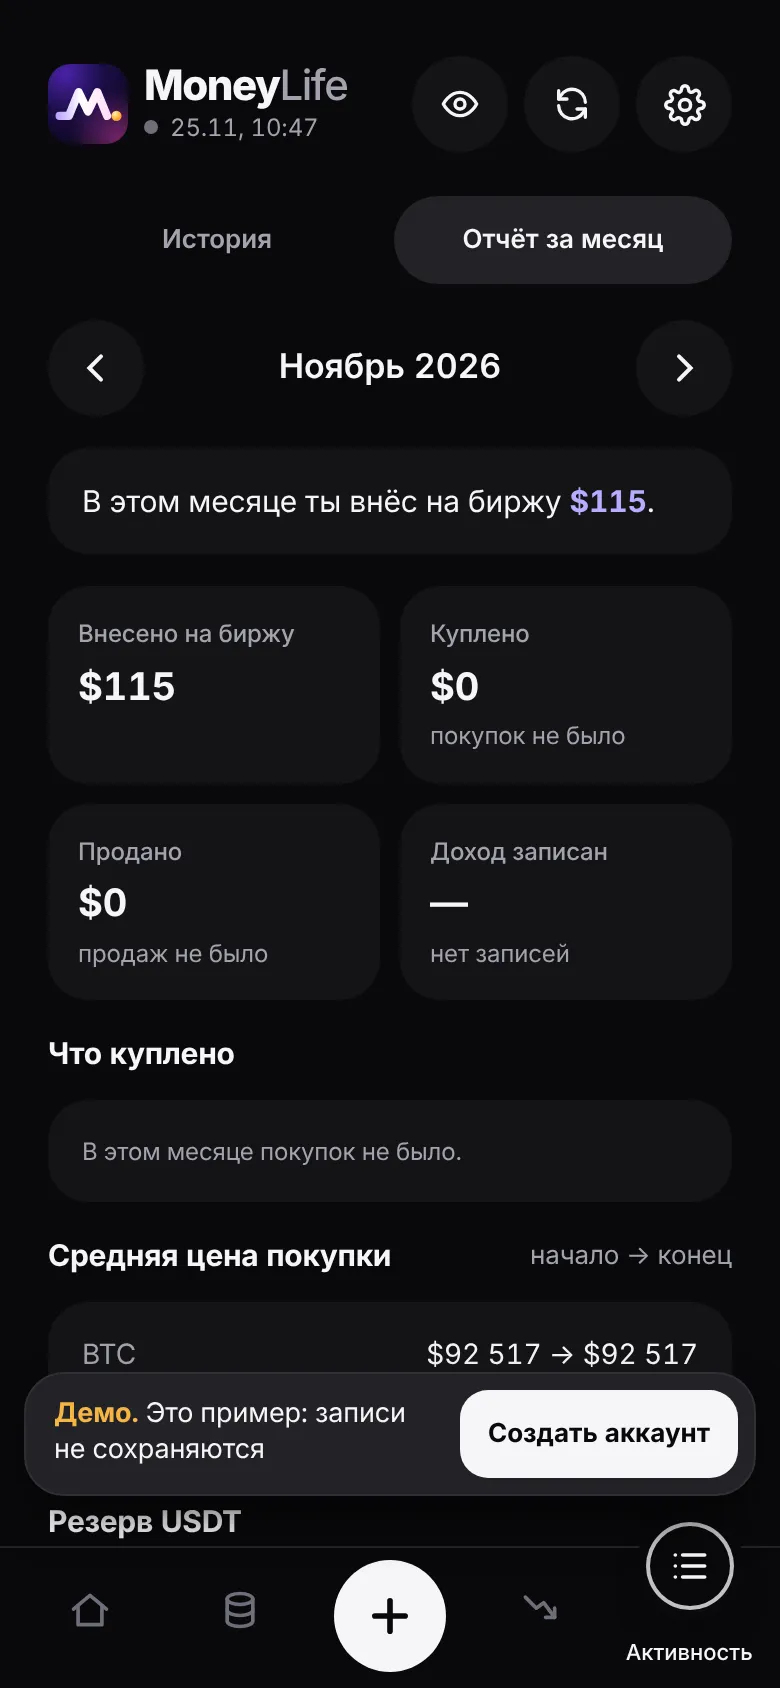 MoneyLife
25.11, 10:47
История
Отчёт за месяц
Ноябрь 2026
В этом месяце ты внёс на биржу $115.
Внесено на биржу
$115
Куплено
$0
покупок не было
Продано
$0
продаж не было
Доход записан
—
нет записей
Что куплено
В этом месяце покупок не было.
Средняя цена покупки
начало → конец
BTC
$92 517 → $92 517
Демо. Это пример: записи
не сохраняются
Создать аккаунт
Резерв USDT
Активность